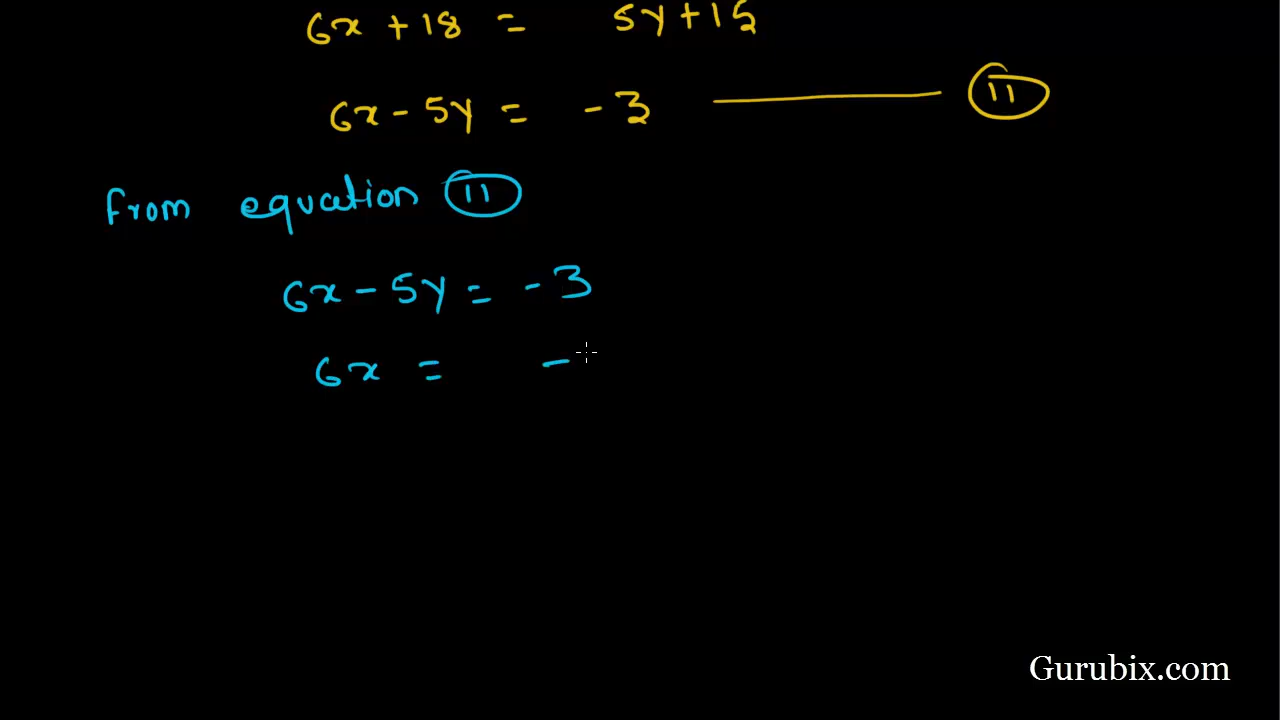 6x + 18 = 5y + 15
6x - 5y = -3 ——— (11)
From equation (11)
6x - 5y = -3
6x = -
Gurubix.com